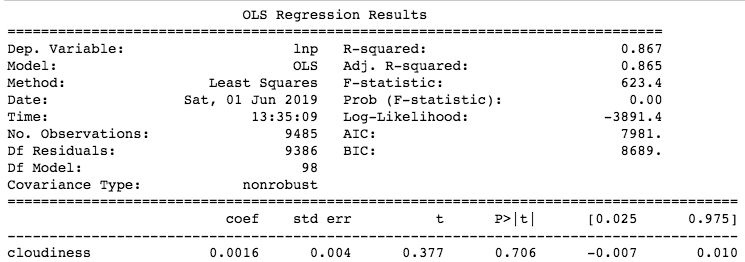 OLS Regression Results
==============================================================================
Dep. Variable:                    lnp   R-squared:                       0.867
Model:                            OLS   Adj. R-squared:                  0.865
Method:                 Least Squares   F-statistic:                     623.4
Date:                Sat, 01 Jun 2019   Prob (F-statistic):               0.00
Time:                        13:35:09   Log-Likelihood:                -3891.4
No. Observations:                9485   AIC:                             7981.
Df Residuals:                    9386   BIC:                             8689.
Df Model:                          98
Covariance Type:            nonrobust
=======================================================================================
                          coef    std err          t      P>|t|      [0.025      0.975]
---------------------------------------------------------------------------------------
cloudiness              0.0016      0.004      0.377      0.706      -0.007       0.010